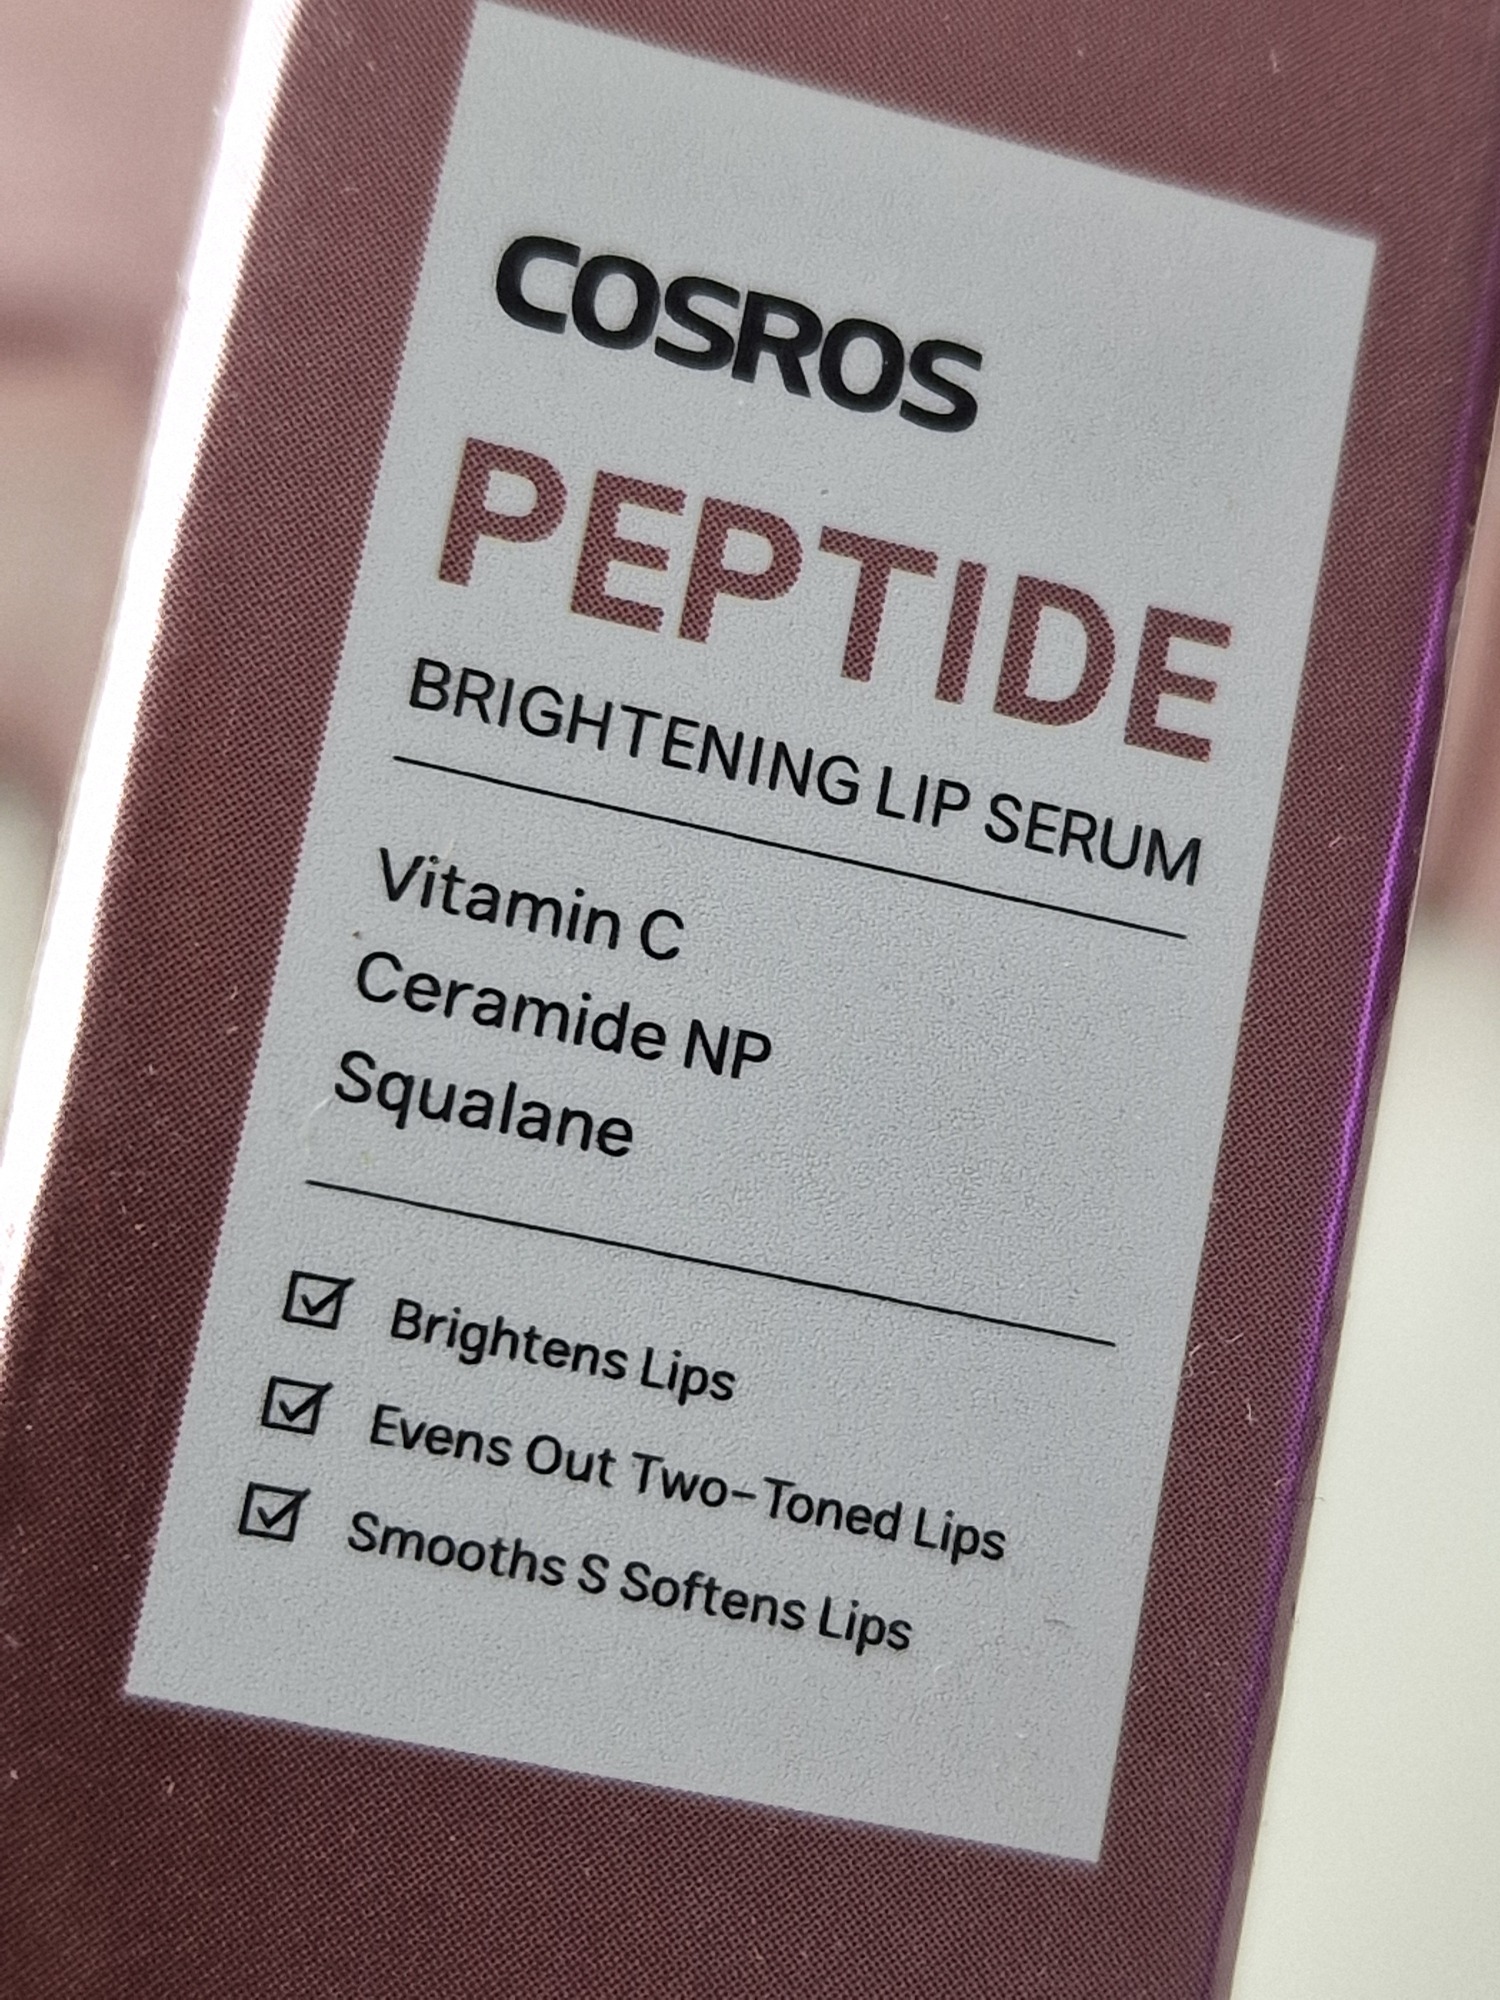 COSROS
PEPTIDE
BRIGHTENING LIP SERUM
Vitamin C
Ceramide NP
Squalane
Brightens Lips
Evens Out Two-Toned Lips
Smooths S Softens Lips